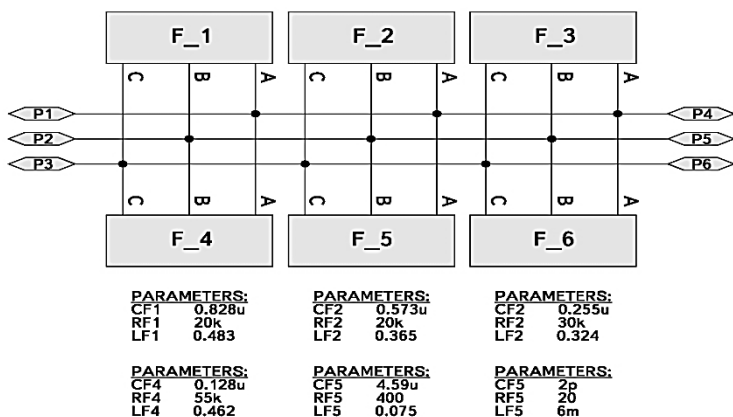 F_1 F_2 F_3
C B A C B A C B A
P1 P4
P2 P5
P3 P6
C B A C B A C B A
F_4 F_5 F_6
PARAMETERS: PARAMETERS: PARAMETERS:
CF1 0.828u CF2 0.573u CF2 0.255u
RF1 20k RF2 20k RF2 30k
LF1 0.483 LF2 0.365 LF2 0.324
PARAMETERS: PARAMETERS: PARAMETERS:
CF4 0.128u CF5 4.59u CF5 2p
RF4 55k RF5 400 RF5 20
LF4 0.462 LF5 0.075 LF5 6m